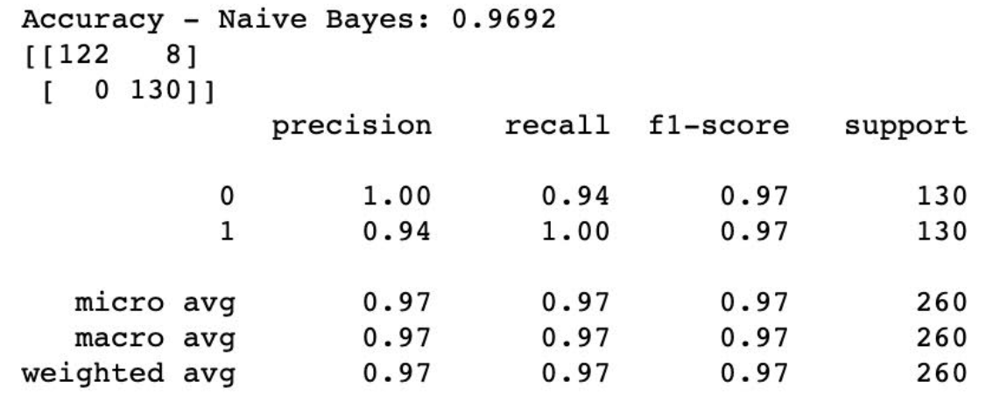 Accuracy - Naive Bayes: 0.9692
[[122   8]
 [  0 130]]
              precision    recall  f1-score   support

           0       1.00      0.94      0.97       130
           1       0.94      1.00      0.97       130

   micro avg       0.97      0.97      0.97       260
   macro avg       0.97      0.97      0.97       260
weighted avg       0.97      0.97      0.97       260